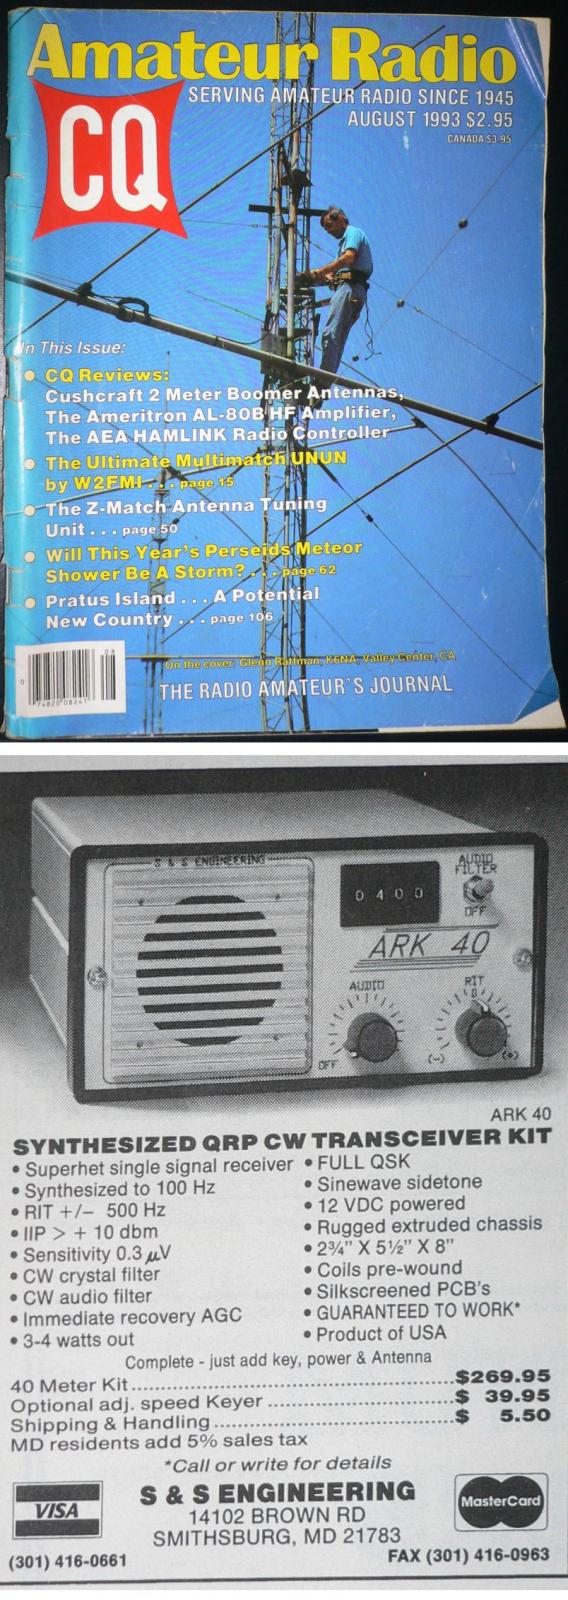 Amateur Radio
CQ
SERVING AMATEUR RADIO SINCE 1945
AUGUST 1993 $2.95
CANADA $3.95
In This Issue:
CQ Reviews:
Cushcraft 2 Meter Boomer Antennas,
The Ameritron AL-80B HF Amplifier,
The AEA HAMLINK Radio Controller
The Ultimate Multimatch UNUN
by W2FMI . . . page 15
The Z-Match Antenna Tuning
Unit . . . page 50
Will This Year's Perseids Meteor
Shower Be A Storm? . . . page 62
Pratus Island . . . A Potential
New Country . . . page 106
08
0
74820 08241
On the cover: Glenn Rattman, K6NA, Valley Center, CA
THE RADIO AMATEUR'S JOURNAL
S & S ENGINEERING
0 4 0 0
AUDIO
FILTER
OFF
ARK 40
AUDIO
RIT
0
OFF
(-)
(+)
ARK 40
SYNTHESIZED QRP CW TRANSCEIVER KIT
• Superhet single signal receiver
• Synthesized to 100 Hz
• RIT +/- 500 Hz
• IIP > + 10 dbm
• Sensitivity 0.3 µV
• CW crystal filter
• CW audio filter
• Immediate recovery AGC
• 3-4 watts out
• FULL QSK
• Sinewave sidetone
• 12 VDC powered
• Rugged extruded chassis
• 2¾" X 5½" X 8"
• Coils pre-wound
• Silkscreened PCB's
• GUARANTEED TO WORK*
• Product of USA
Complete - just add key, power & Antenna
40 Meter Kit ..... $269.95
Optional adj. speed Keyer ..... $ 39.95
Shipping & Handling ..... $ 5.50
MD residents add 5% sales tax
*Call or write for details
VISA
S & S ENGINEERING
14102 BROWN RD
SMITHSBURG, MD 21783
MasterCard
(301) 416-0661
FAX (301) 416-0963